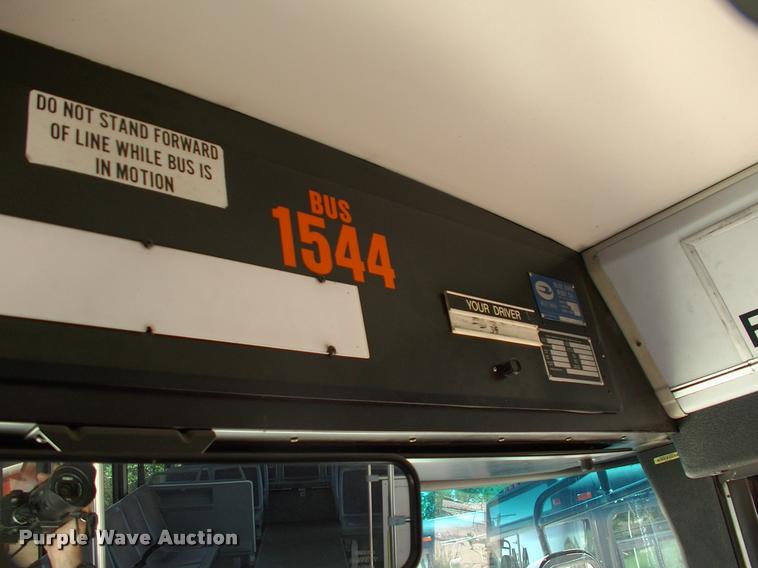 DO NOT STAND FORWARD
OF LINE WHILE BUS IS
IN MOTION
BUS
1544
YOUR DRIVER
Purple Wave Auction